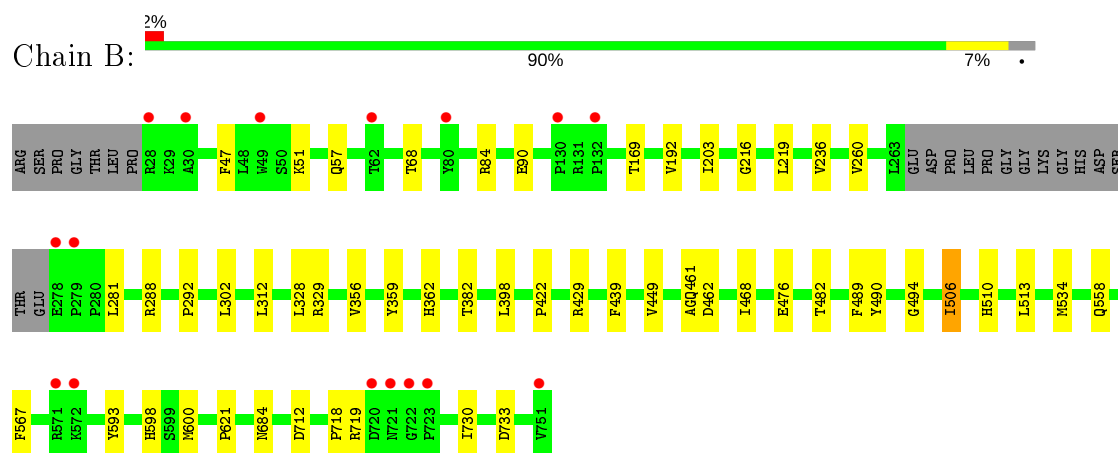 2%
Chain B:
90% 7% •
ARG SER PRO GLY THR LEU PRO R28 K29 A30 F47 L48 W49 S50 K51 Q57 T62 T68 Y80 R84 E90 P130 R131 P132 T169 V192 I203 G216 L219 V236 V260 L263 GLU ASP PRO LEU PRO GLY GLY LYS GLY HIS ASP SER
THR GLU E278 P279 P280 L281 R288 P292 L302 L312 L328 R329 V356 Y359 H362 T382 L398 P422 R429 F439 V449 AGQ461 D462 I468 E476 T482 F489 Y490 G494 I506 H510 L513 M534 Q558
F567 R571 K572 Y593 H598 S599 M600 P621 N684 D712 P718 R719 D720 N721 G722 P723 I730 D733 V751